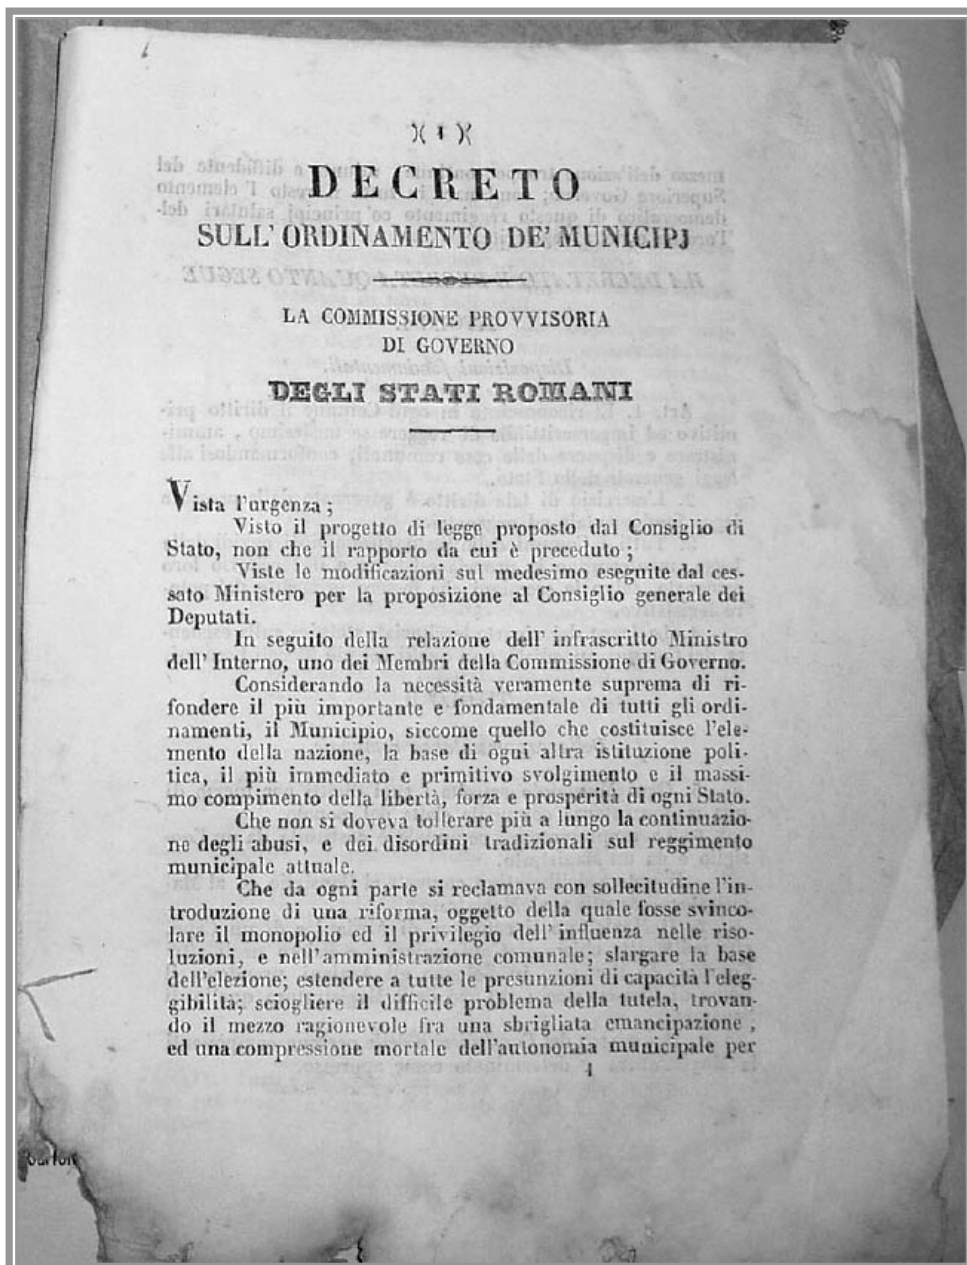 )( 1 )(
DECRETO
SULL' ORDINAMENTO DE' MUNICIPJ
LA COMMISSIONE PROVVISORIA
DI GOVERNO
DEGLI STATI ROMANI
Vista l'urgenza ;
Visto il progetto di legge proposto dal Consiglio di
Stato, non che il rapporto da cui è preceduto ;
Viste le modificazioni sul medesimo eseguite dal ces-
sato Ministero per la proposizione al Consiglio generale dei
Deputati.
In seguito della relazione dell' infrascritto Ministro
dell' Interno, uno dei Membri della Commissione di Governo.
Considerando la necessità veramente suprema di ri-
fondere il più importante e fondamentale di tutti gli ordi-
namenti, il Municipio, siccome quello che costituisce l'ele-
mento della nazione, la base di ogni altra istituzione poli-
tica, il più immediato e primitivo svolgimento e il massi-
mo compimento della libertà, forza e prosperità di ogni Stato.
Che non si doveva tollerare più a lungo la continuazio-
ne degli abusi, e dei disordini tradizionali sul reggimento
municipale attuale.
Che da ogni parte si reclamava con sollecitudine l'in-
troduzione di una riforma, oggetto della quale fosse svinco-
lare il monopolio ed il privilegio dell' influenza nelle riso-
luzioni, e nell'amministrazione comunale; slargare la base
dell'elezione; estendere a tutte le presunzioni di capacità l'eleg-
gibilità; sciogliere il difficile problema della tutela, trovan-
do il mezzo ragionevole fra una sbrigliata emancipazione ,
ed una compressione mortale dell'autonomia municipale per
1